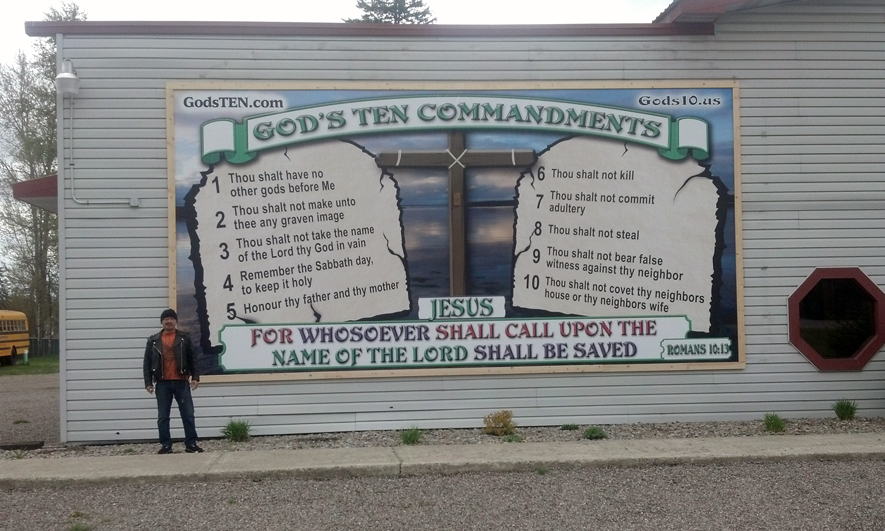 GodsTEN.com
Gods10.us
GOD'S TEN COMMANDMENTS
1 Thou shalt have no
other gods before Me
2 Thou shalt not make unto
thee any graven image
3 Thou shalt not take the name
of the Lord thy God in vain
4 Remember the Sabbath day,
to keep it holy
5 Honour thy father and thy mother
6 Thou shalt not kill
7 Thou shalt not commit
adultery
8 Thou shalt not steal
9 Thou shalt not bear false
witness against thy neighbor
10 Thou shalt not covet thy neighbors
house or thy neighbors wife
JESUS
FOR WHOSOEVER SHALL CALL UPON THE
NAME OF THE LORD SHALL BE SAVED
ROMANS 10:13